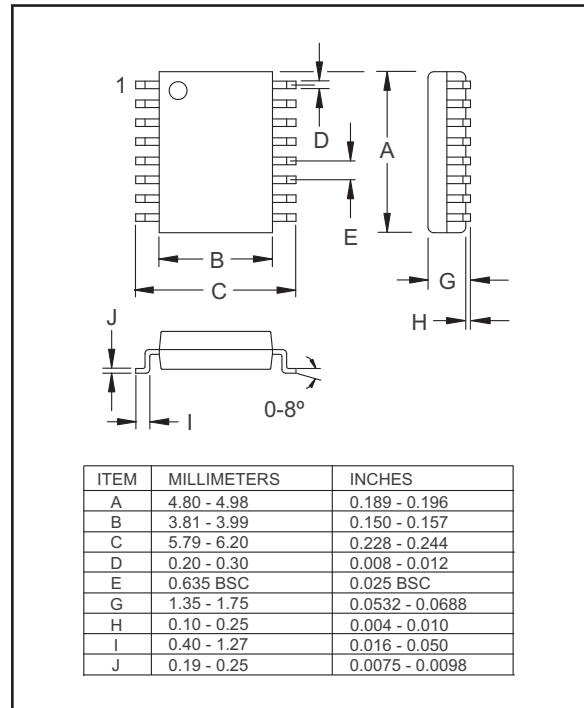 1
D
A
E
B
C
G
H
J
I
0-8º
ITEM MILLIMETERS INCHES
A 4.80 - 4.98 0.189 - 0.196
B 3.81 - 3.99 0.150 - 0.157
C 5.79 - 6.20 0.228 - 0.244
D 0.20 - 0.30 0.008 - 0.012
E 0.635 BSC 0.025 BSC
G 1.35 - 1.75 0.0532 - 0.0688
H 0.10 - 0.25 0.004 - 0.010
I 0.40 - 1.27 0.016 - 0.050
J 0.19 - 0.25 0.0075 - 0.0098